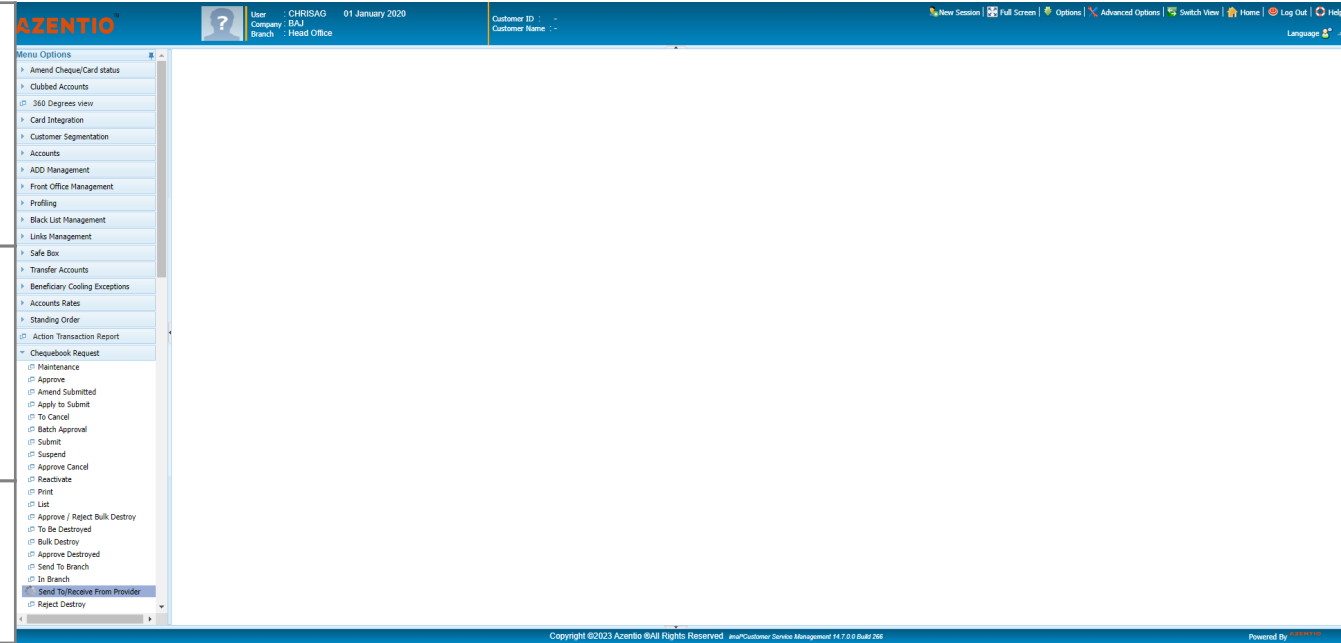 AZENTIO
User : CHRISAG 01 January 2020
Company : BAJ
Branch : Head Office
Customer ID : -
Customer Name : -
New Session | Full Screen | Options | Advanced Options | Switch View | Home | Log Out | Help
Language
Menu Options
Amend Cheque/Card status
Clubbed Accounts
360 Degrees view
Card Integration
Customer Segmentation
Accounts
ADD Management
Front Office Management
Profiling
Black List Management
Links Management
Safe Box
Transfer Accounts
Beneficiary Cooling Exceptions
Accounts Rates
Standing Order
Action Transaction Report
Chequebook Request
Maintenance
Approve
Amend Submitted
Apply to Submit
To Cancel
Batch Approval
Submit
Suspend
Approve Cancel
Reactivate
Print
List
Approve / Reject Bulk Destroy
To Be Destroyed
Bulk Destroy
Approve Destroyed
Send To Branch
In Branch
Send To/Receive From Provider
Reject Destroy
Copyright ©2023 Azentio ®All Rights Reserved imal®Customer Service Management 14.7.0.0 Build 266
Powered By AZENTIO